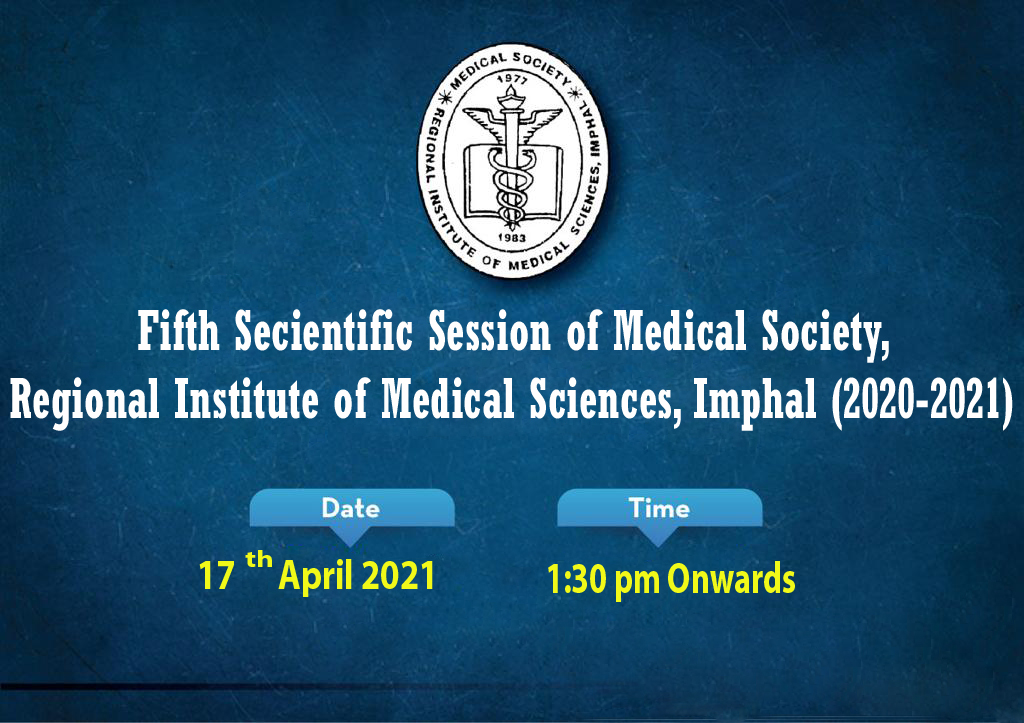 MEDICAL SOCIETY
1977
REGIONAL INSTITUTE OF MEDICAL SCIENCES, IMPHAL
1983
Fifth Secientific Session of Medical Society,
Regional Institute of Medical Sciences, Imphal (2020-2021)
Date
Time
17 th April 2021
1:30 pm Onwards